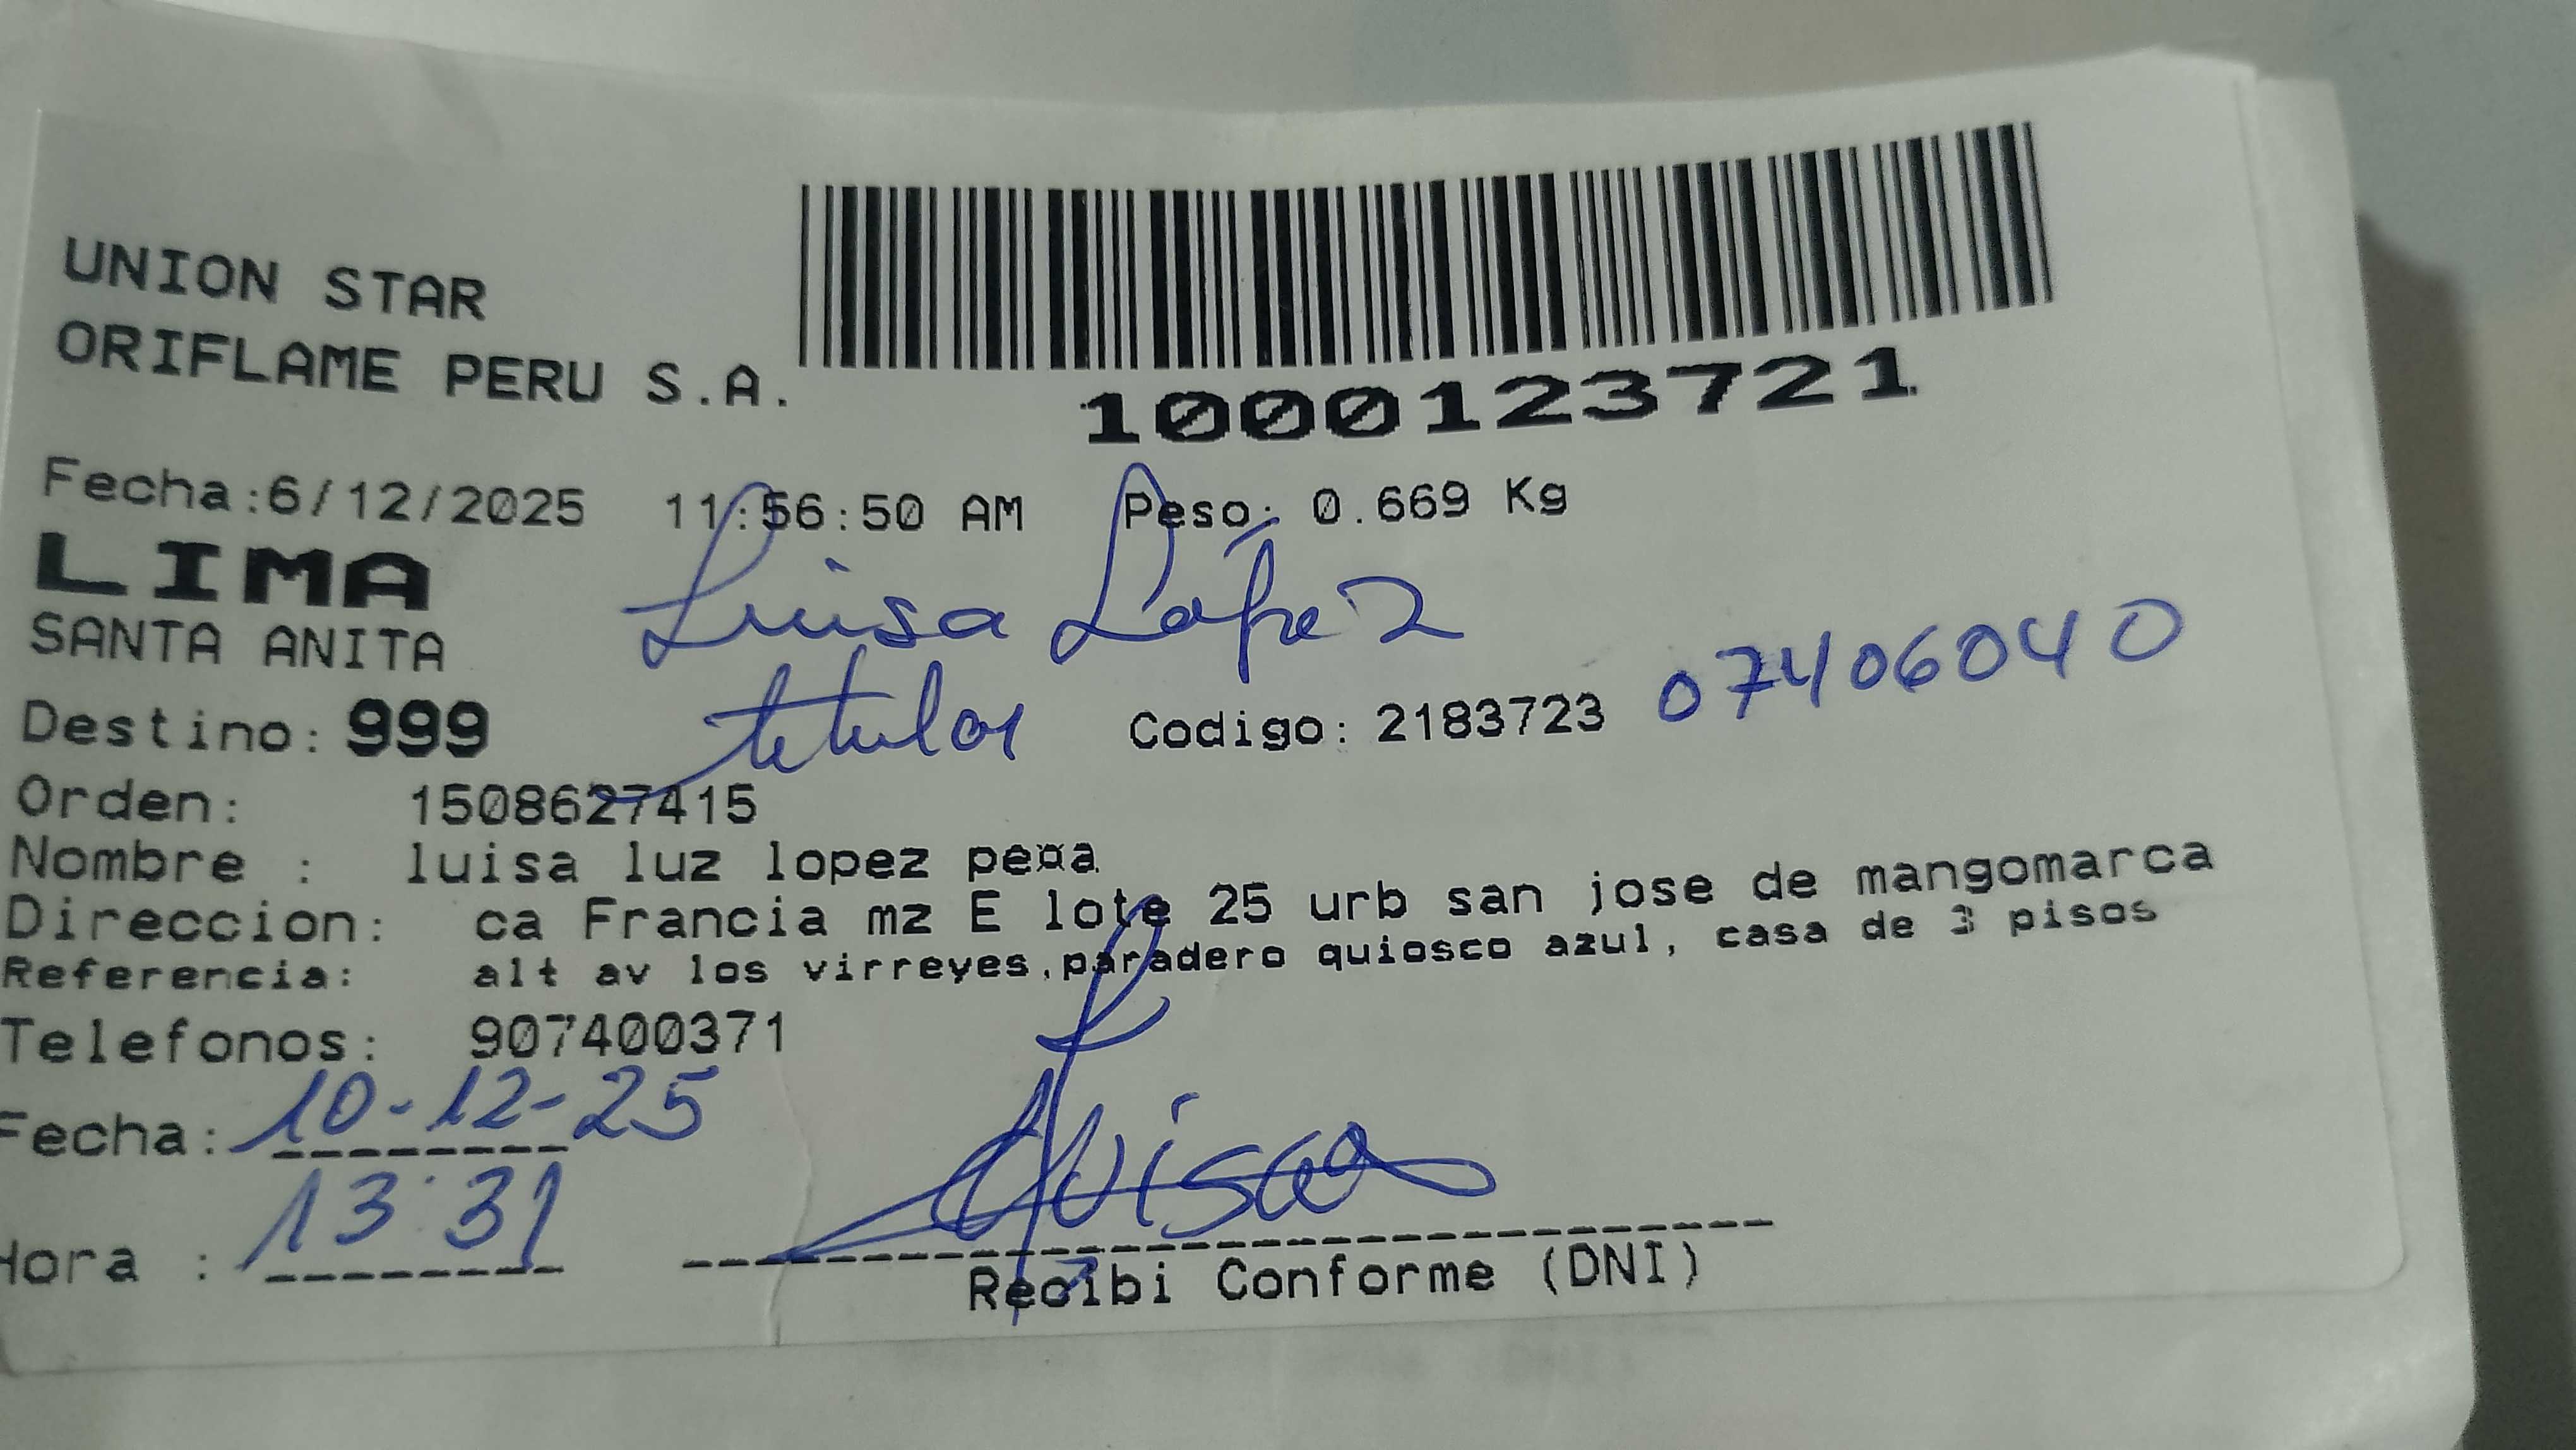 UNION STAR
ORIFLAME PERU S.A.
1000123721
Fecha:6/12/2025 11:56:50 AM Peso: 0.669 Kg
LIMA
SANTA ANITA
Luisa López
titular
07406040
Destino: 999 Codigo: 2183723
Orden: 1508627415
Nombre : luisa luz lopez pe¤a
Direccion: ca Francia mz E lote 25 urb san jose de mangomarca
Referencia: alt av los virreyes,paradero quiosco azul, casa de 3 pisos
Telefonos: 907400371
Fecha: 10-12-25
Hora : 13:31
Luisa
Recibi Conforme (DNI)